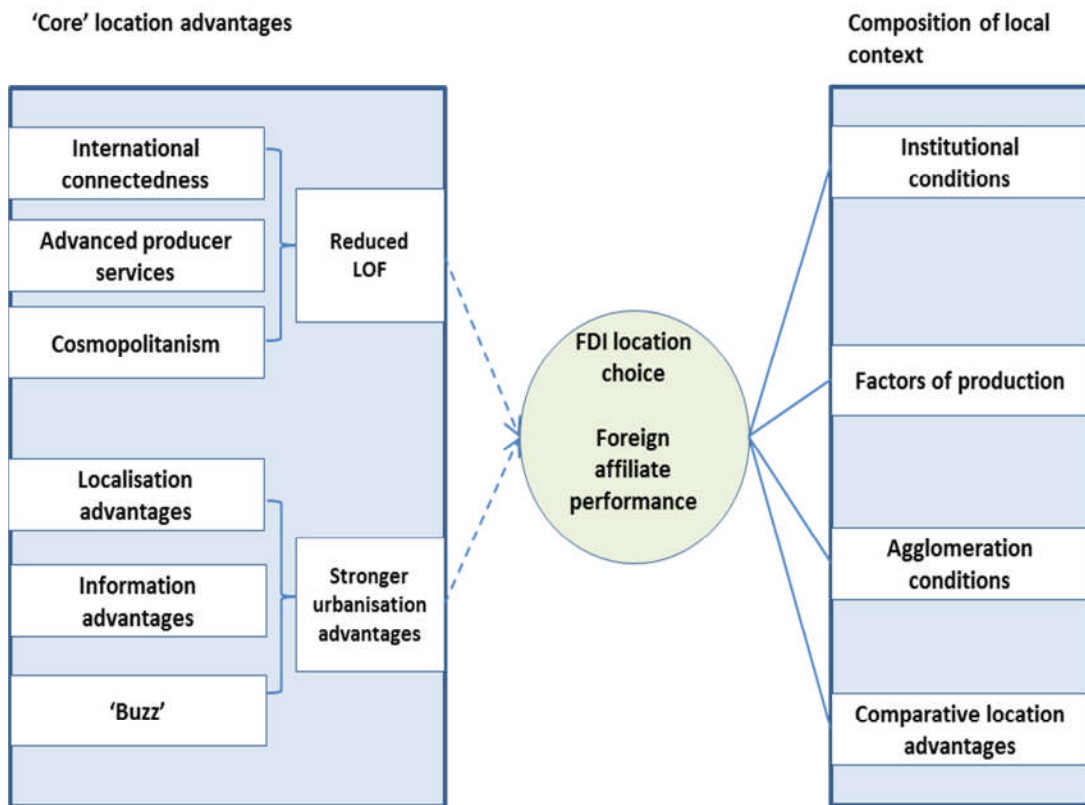 ‘Core’ location advantages
International
connectedness
Advanced producer
services
Cosmopolitanism
Reduced
LOF
Localisation
advantages
Information
advantages
‘Buzz’
Stronger
urbanisation
advantages
FDI location
choice
Foreign
affiliate
performance
Composition of local
context
Institutional
conditions
Factors of production
Agglomeration
conditions
Comparative location
advantages